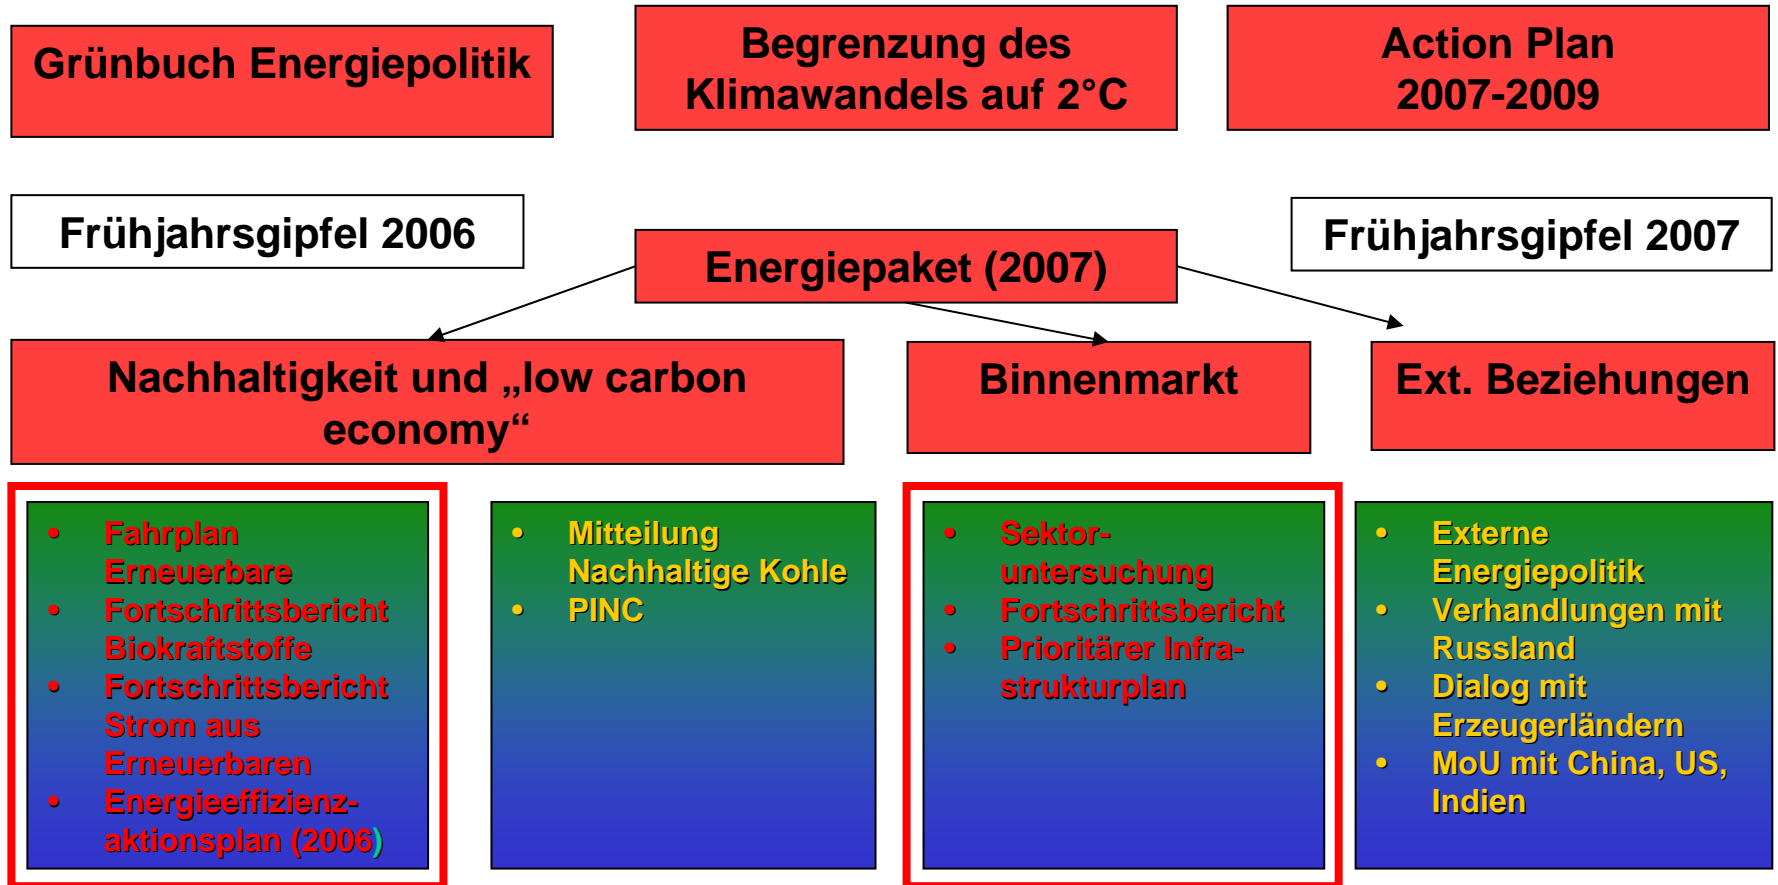 Grünbuch Energiepolitik
Begrenzung des
Klimawandels auf 2°C
Action Plan
2007-2009
Frühjahrsgipfel 2006
Energiepaket (2007)
Frühjahrsgipfel 2007
Nachhaltigkeit und „low carbon
economy“
Binnenmarkt
Ext. Beziehungen
• Fahrplan
Erneuerbare
• Fortschrittsbericht
Biokraftstoffe
• Fortschrittsbericht
Strom aus
Erneuerbaren
• Energieeffizienz-
aktionsplan (2006)
• Mitteilung
Nachhaltige Kohle
• PINC
• Sektor-
untersuchung
• Fortschrittsbericht
• Prioritärer Infra-
strukturplan
• Externe
Energiepolitik
• Verhandlungen mit
Russland
• Dialog mit
Erzeugerländern
• MoU mit China, US,
Indien